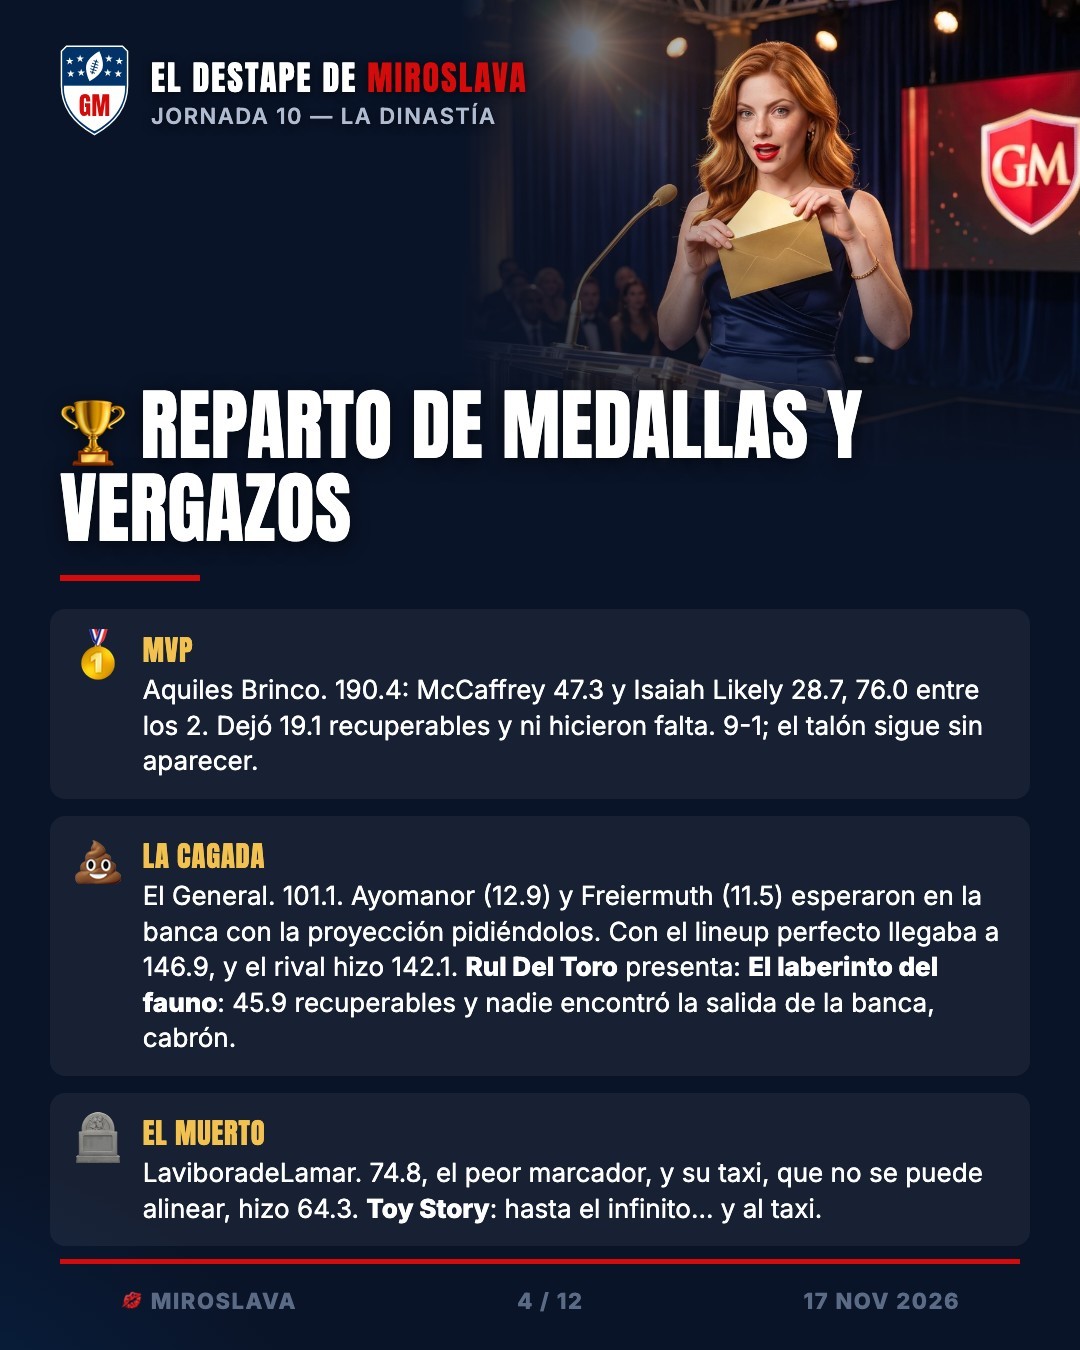 GM
EL DESTAPE DE MIROSLAVA
JORNADA 10 — LA DINASTÍA
GM
🏆 REPARTO DE MEDALLAS Y
VERGAZOS
🥇 MVP
Aquiles Brinco. 190.4: McCaffrey 47.3 y Isaiah Likely 28.7, 76.0 entre
los 2. Dejó 19.1 recuperables y ni hicieron falta. 9-1; el talón sigue sin
aparecer.
💩 LA CAGADA
El General. 101.1. Ayomanor (12.9) y Freiermuth (11.5) esperaron en la
banca con la proyección pidiéndolos. Con el lineup perfecto llegaba a
146.9, y el rival hizo 142.1. Rul Del Toro presenta: El laberinto del
fauno: 45.9 recuperables y nadie encontró la salida de la banca,
cabrón.
🪦 EL MUERTO
LaviboradeLamar. 74.8, el peor marcador, y su taxi, que no se puede
alinear, hizo 64.3. Toy Story: hasta el infinito... y al taxi.
💋 MIROSLAVA
4 / 12
17 NOV 2026